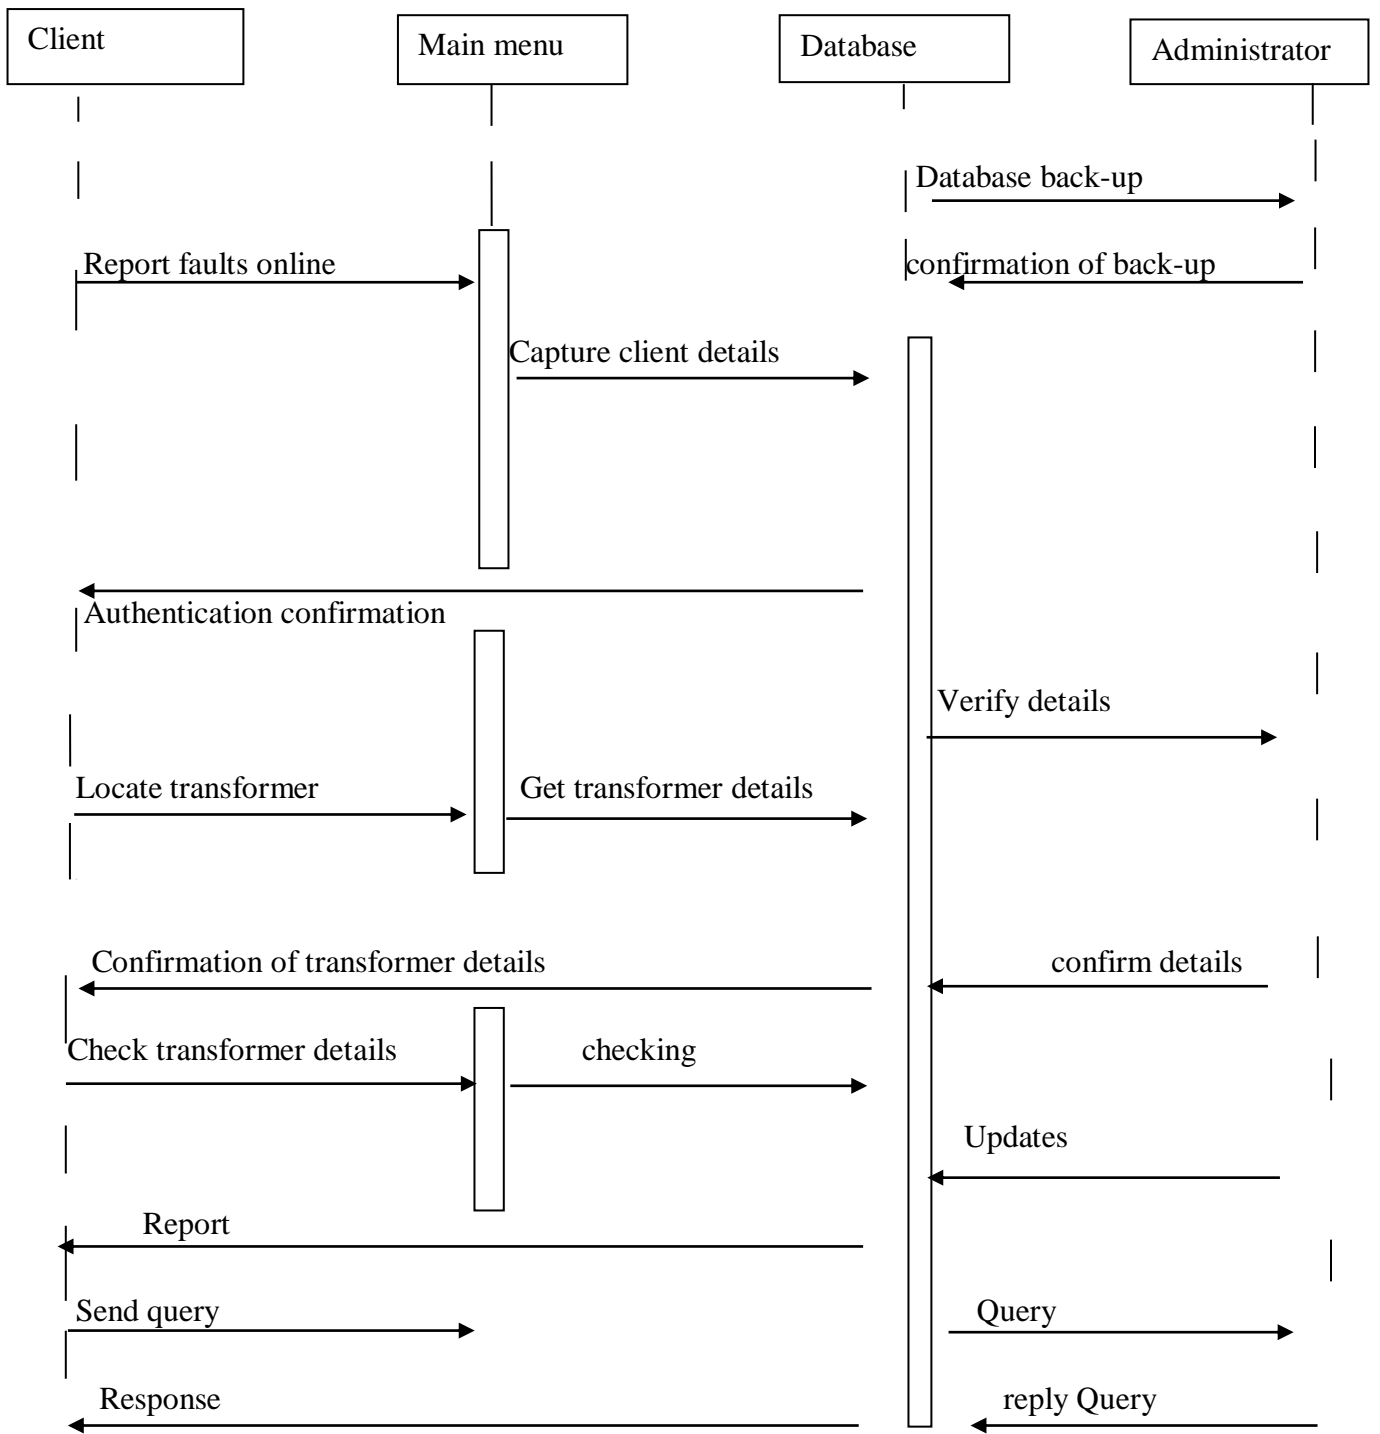 Client
Main menu
Database
Administrator
Database back-up
Report faults online
confirmation of back-up
Capture client details
Authentication confirmation
Verify details
Locate transformer
Get transformer details
Confirmation of transformer details
confirm details
Check transformer details
checking
Updates
Report
Send query
Query
Response
reply Query